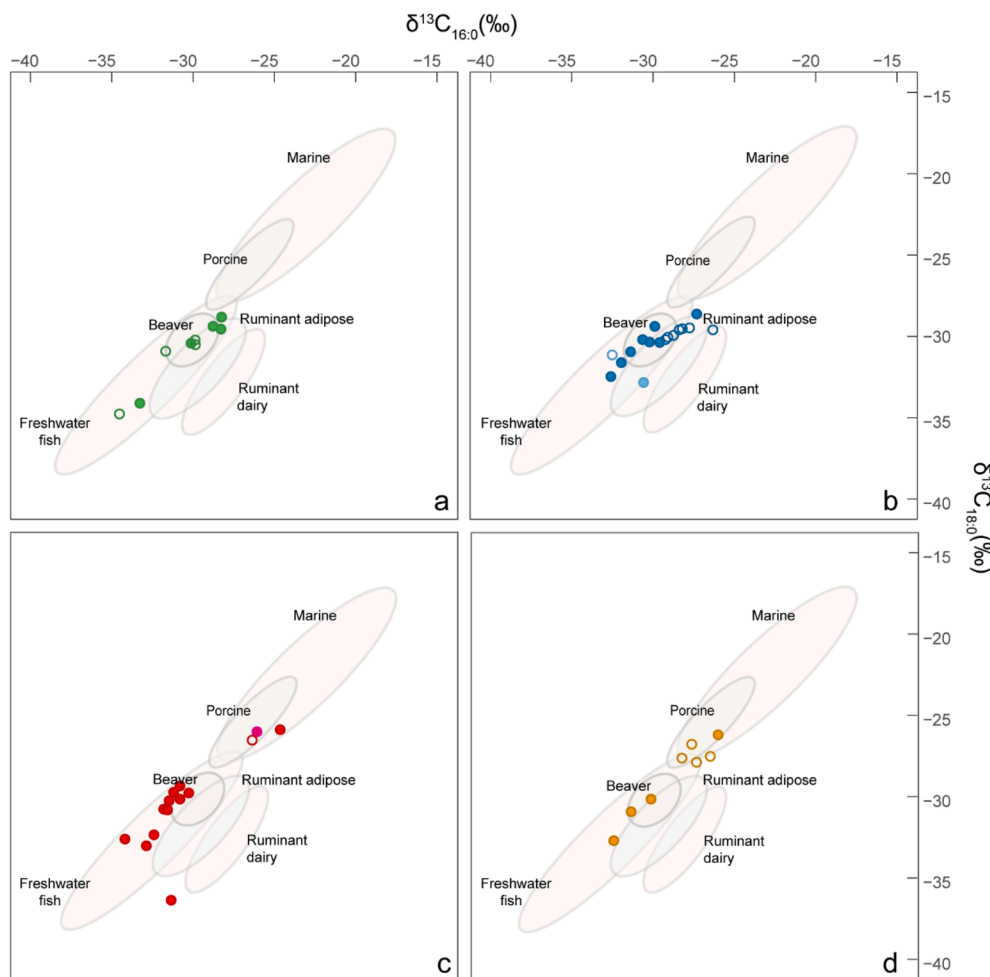 δ¹³C₁₆:₀(‰)
−40 −35 −30 −25 −20 −15 −40 −35 −30 −25 −20 −15
Marine
Porcine
Beaver
Ruminant adipose
Ruminant
dairy
Freshwater
fish
a
Marine
Porcine
Beaver
Ruminant adipose
Ruminant
dairy
Freshwater
fish
b
−15
−20
−25
−30
−35
−40
δ¹³C₁₈:₀(‰)
Marine
Porcine
Beaver
Ruminant adipose
Ruminant
dairy
Freshwater
fish
c
Marine
Porcine
Beaver
Ruminant adipose
Ruminant
dairy
Freshwater
fish
d
−15
−20
−25
−30
−35
−40